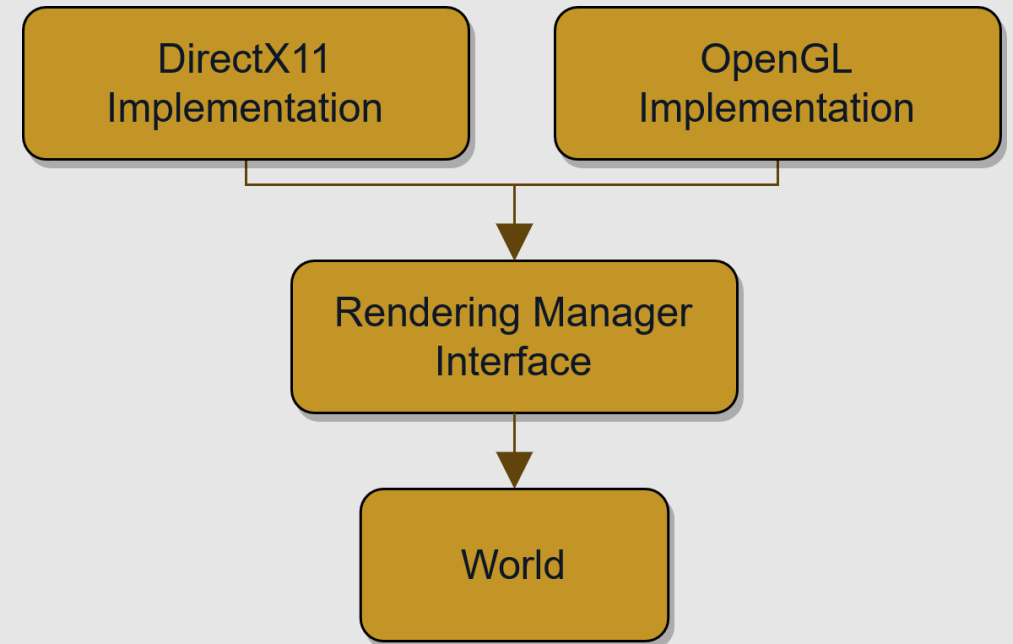 DirectX11
Implementation
OpenGL
Implementation
Rendering Manager
Interface
World